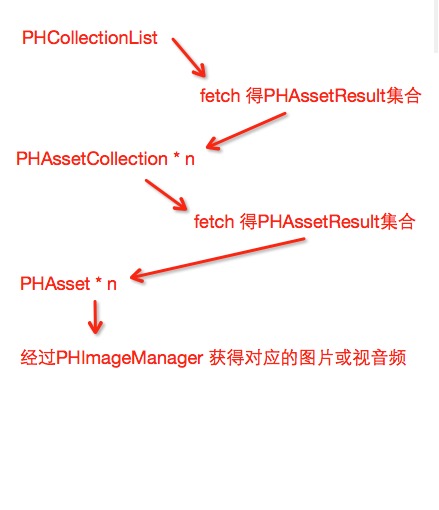 PHCollectionList
fetch 得PHAssetResult集合
PHAssetCollection * n
fetch 得PHAssetResult集合
PHAsset * n
经过PHImageManager 获得对应的图片或视音频